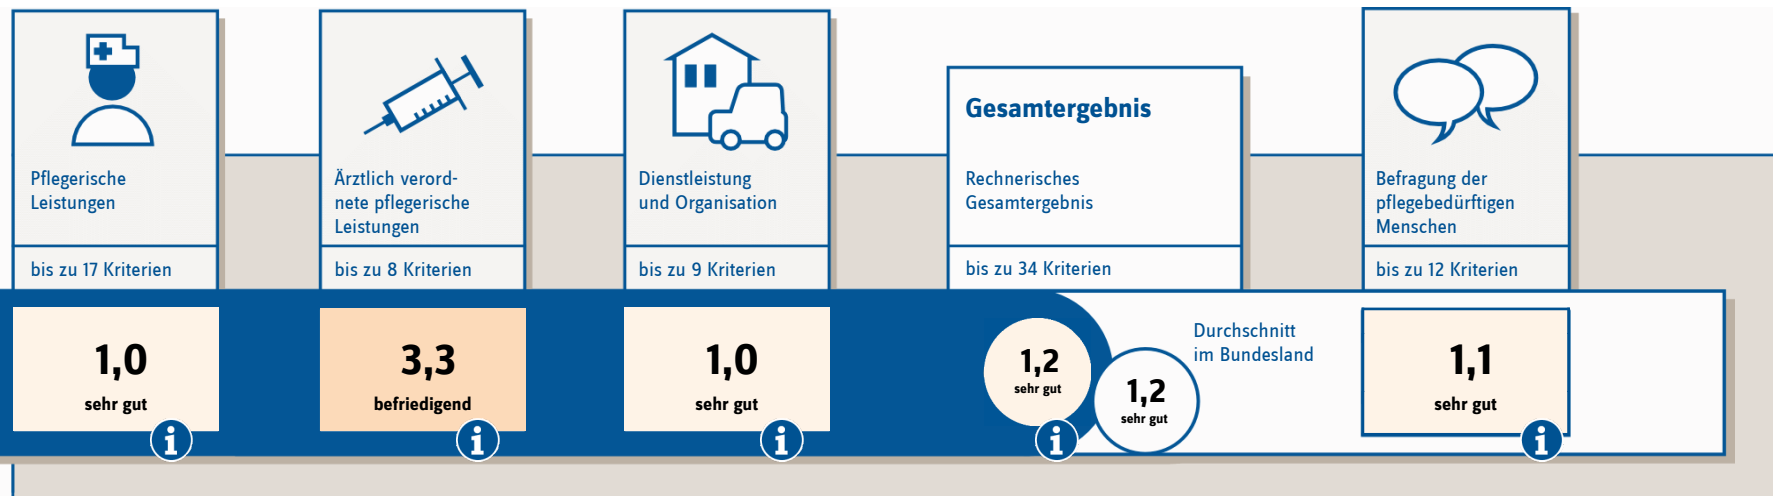 Pflegerische
Leistungen
bis zu 17 Kriterien
1,0
sehr gut
i
Ärztlich verord-
nete pflegerische
Leistungen
bis zu 8 Kriterien
3,3
befriedigend
i
Dienstleistung
und Organisation
bis zu 9 Kriterien
1,0
sehr gut
i
Gesamtergebnis
Rechnerisches
Gesamtergebnis
bis zu 34 Kriterien
1,2
sehr gut
i
1,2
sehr gut
Durchschnitt
im Bundesland
Befragung der
pflegebedürftigen
Menschen
bis zu 12 Kriterien
1,1
sehr gut
i